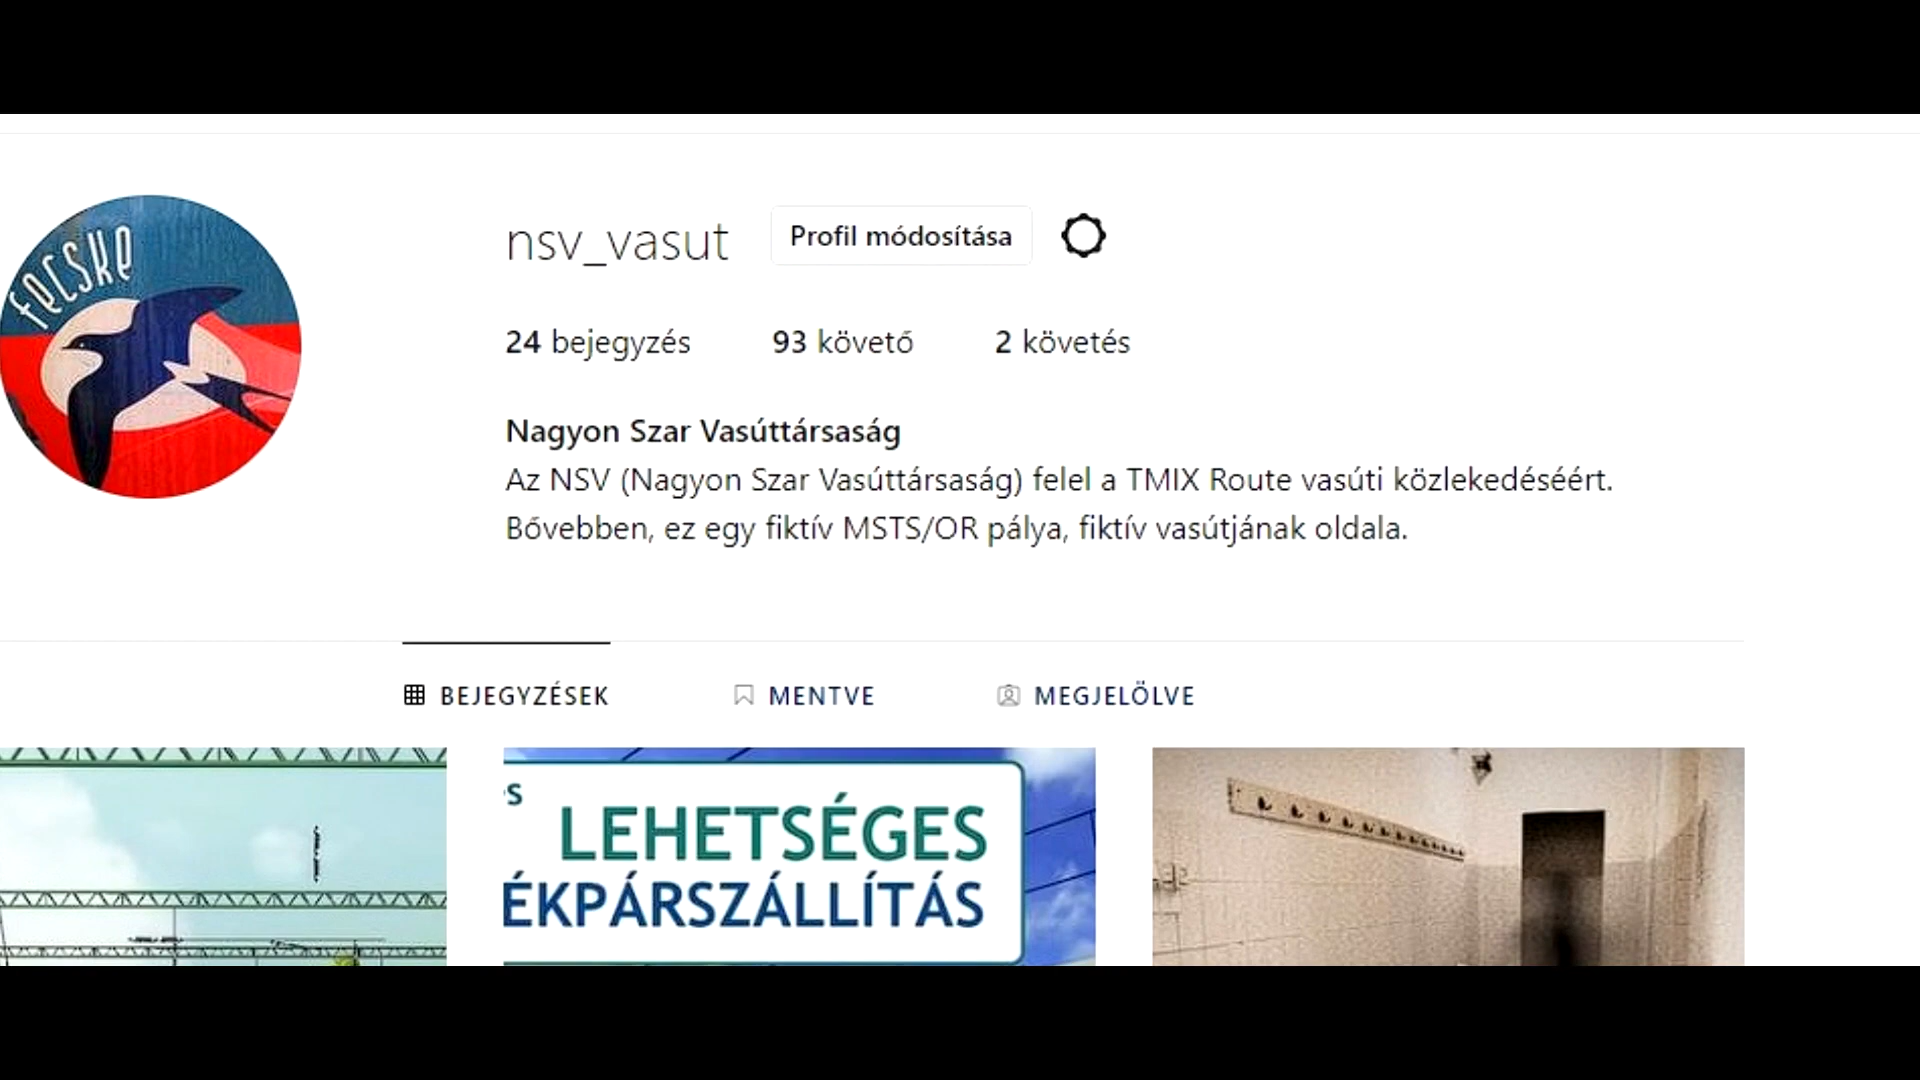 fecske
nsv_vasut
Profil módosítása
24 bejegyzés
93 követő
2 követés
Nagyon Szar Vasúttársaság
Az NSV (Nagyon Szar Vasúttársaság) felel a TMIX Route vasúti közlekedéséért.
Bővebben, ez egy fiktív MSTS/OR pálya, fiktív vasútjának oldala.
BEJEGYZÉSEK
MENTVE
MEGJELÖLVE
LEHETSÉGES
ÉKPÁRSZÁLLÍTÁS